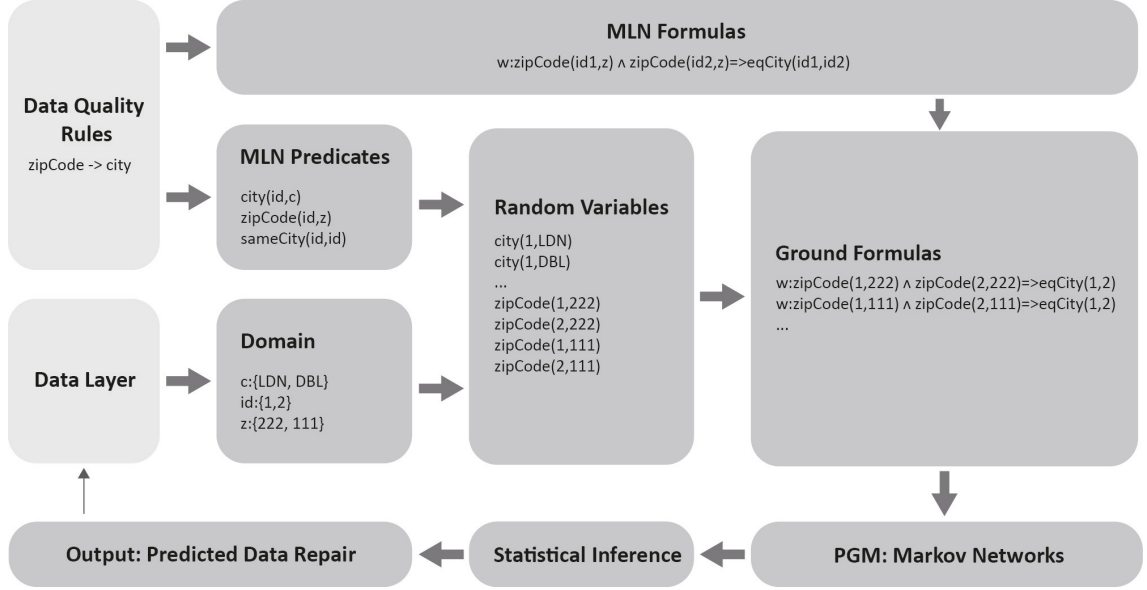 MLN Formulas
w:zipCode(id1,z) ∧ zipCode(id2,z)=>eqCity(id1,id2)
Data Quality
Rules
zipCode -> city
MLN Predicates
city(id,c)
zipCode(id,z)
sameCity(id,id)
Random Variables
city(1,LDN)
city(1,DBL)
...
zipCode(1,222)
zipCode(2,222)
zipCode(1,111)
zipCode(2,111)
Ground Formulas
w:zipCode(1,222) ∧ zipCode(2,222)=>eqCity(1,2)
w:zipCode(1,111) ∧ zipCode(2,111)=>eqCity(1,2)
...
Data Layer
Domain
c:{LDN, DBL}
id:{1,2}
z:{222, 111}
Output: Predicted Data Repair
Statistical Inference
PGM: Markov Networks